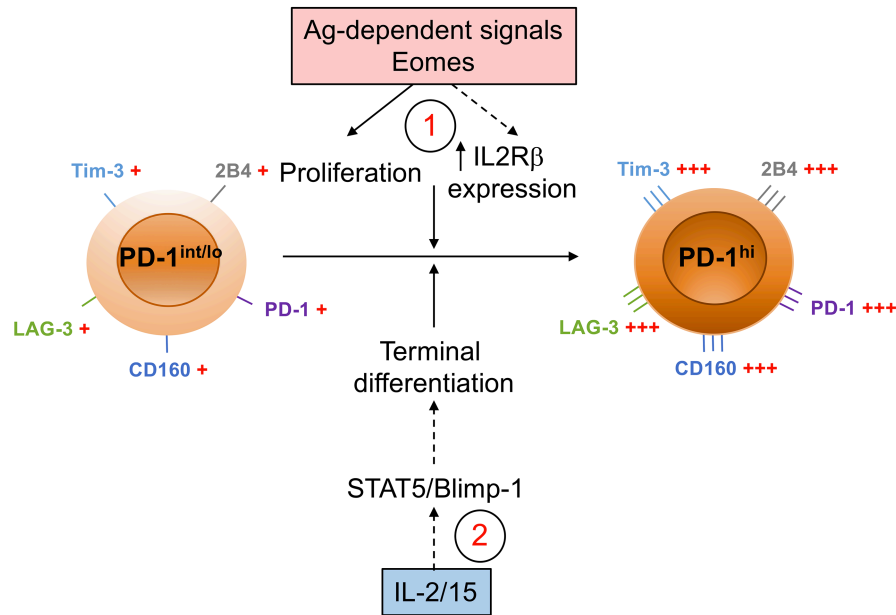 Ag-dependent signals
Eomes
1
Proliferation
↑ IL2Rβ
expression
Tim-3 +
2B4 +
PD-1int/lo
LAG-3 +
PD-1 +
CD160 +
Tim-3 +++
2B4 +++
PD-1hi
LAG-3 +++
PD-1 +++
CD160 +++
Terminal
differentiation
STAT5/Blimp-1
2
IL-2/15